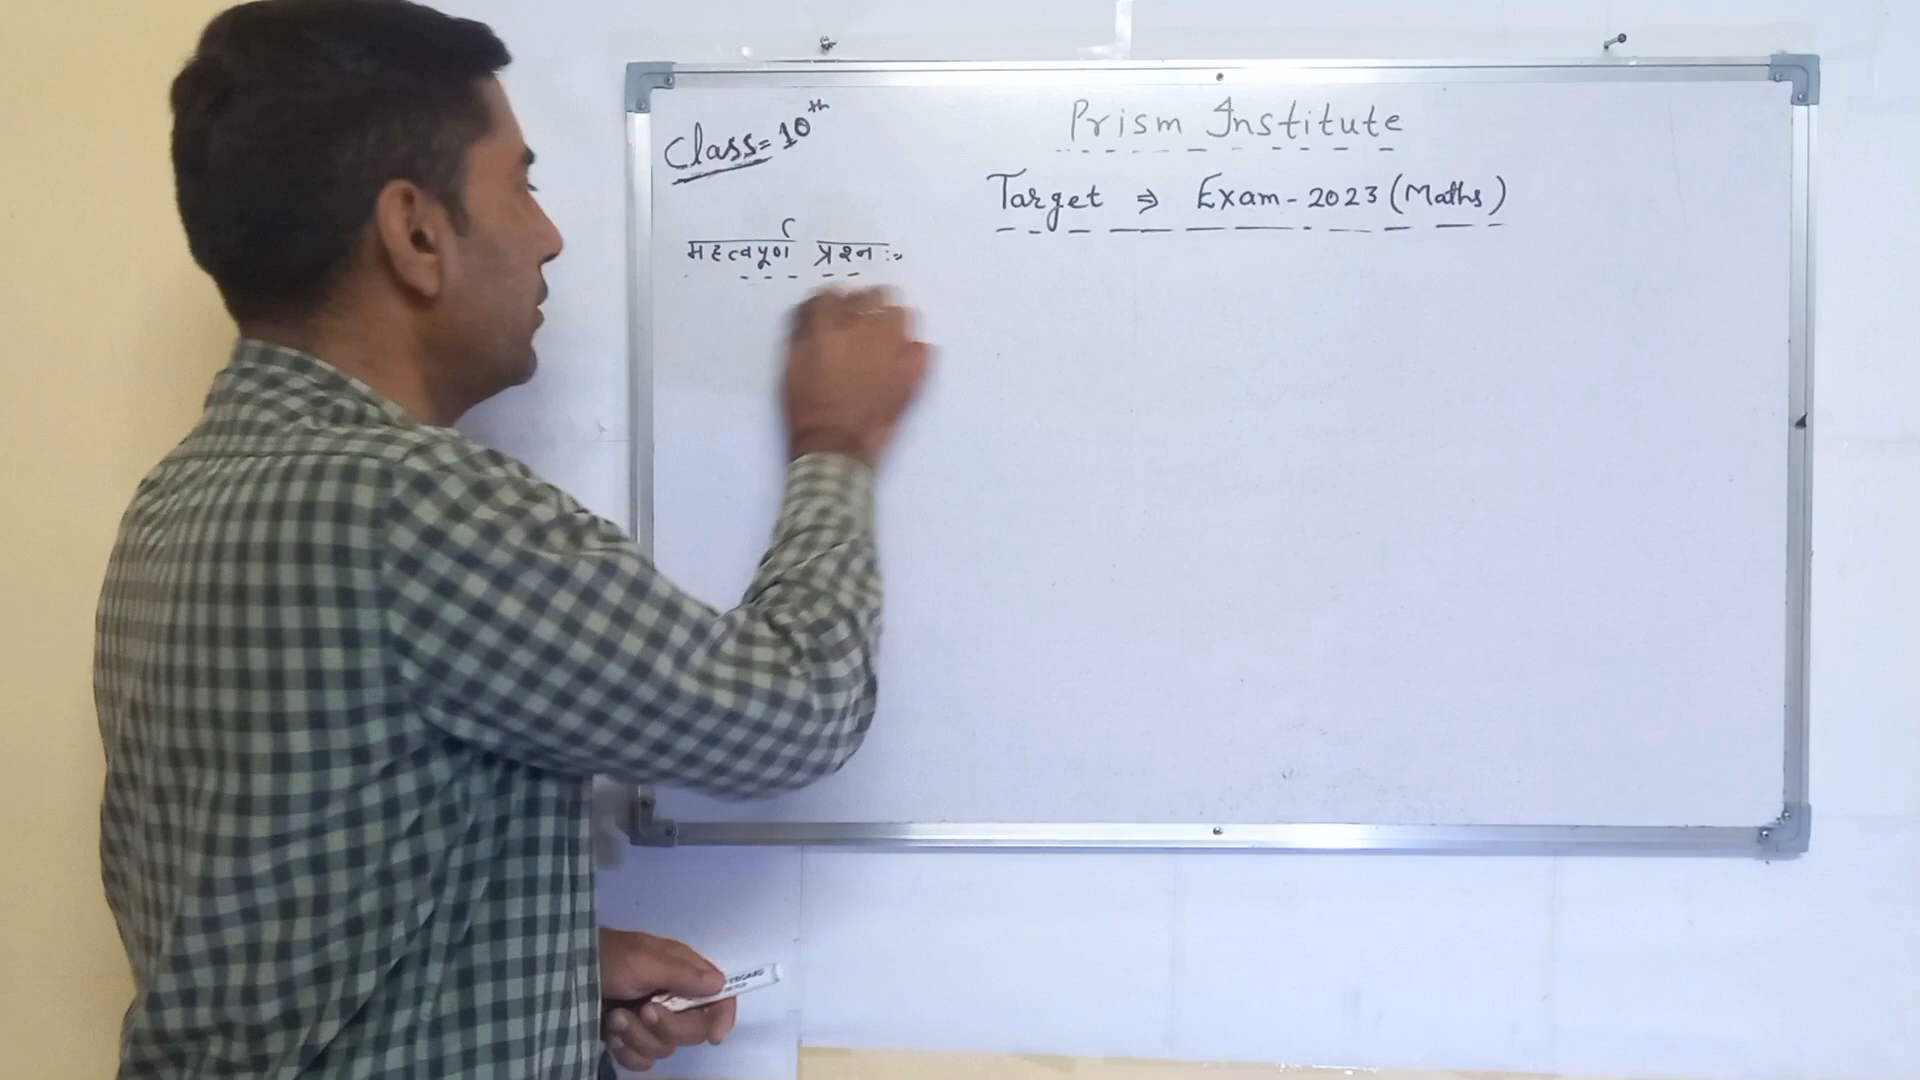 Prism Institute
Class = 10th
Target ⇒ Exam - 2023 (Maths)
महत्वपूर्ण प्रश्न :-